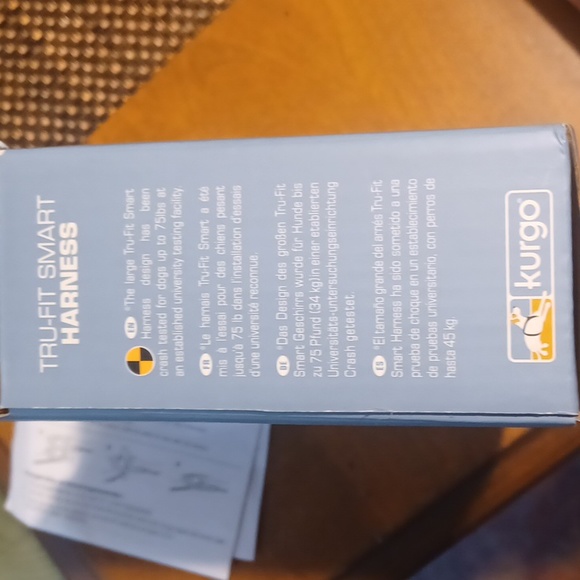 TRU-FIT SMART
HARNESS
EN *The large Tru-Fit Smart
Harness design has been
crash tested for dogs up to 75lbs at
an established university testing facility.
FR *Le harnais Tru-Fit Smart a été
mis à l'essai pour des chiens pesant
jusqu'à 75 lb dans l'installation d'essais
d'une université reconnue.
DE *Das Design des großen Tru-Fit
Smart Geschirrs wurde für Hunde bis
zu 75 Pfund (34 kg)in einer etablierten
Universitäts-untersuchungseinrichtung
Crash getestet.
ES *El tamaño grande del arnés Tru-Fit
Smart Harness ha sido sometido a una
prueba de choque en un establecimiento
de pruebas universitario, con perros de
hasta 45 kg.
kurgo®